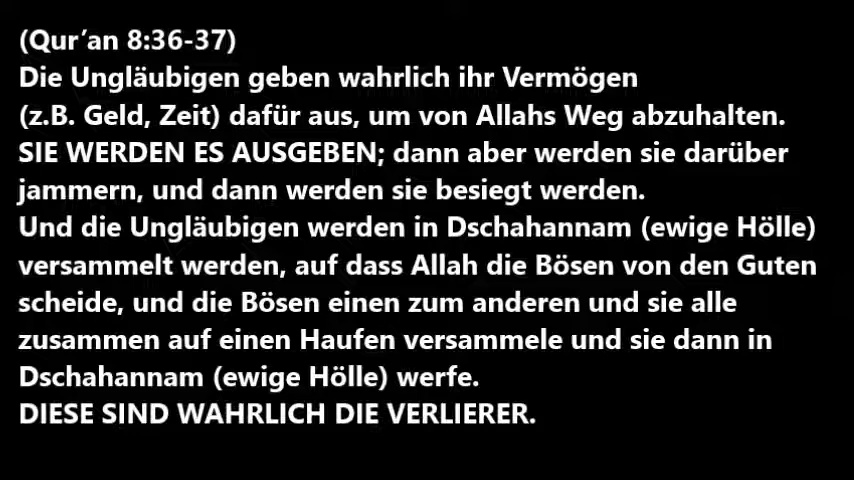 (Qur’an 8:36-37)
Die Ungläubigen geben wahrlich ihr Vermögen
(z.B. Geld, Zeit) dafür aus, um von Allahs Weg abzuhalten.
SIE WERDEN ES AUSGEBEN; dann aber werden sie darüber
jammern, und dann werden sie besiegt werden.
Und die Ungläubigen werden in Dschahannam (ewige Hölle)
versammelt werden, auf dass Allah die Bösen von den Guten
scheide, und die Bösen einen zum anderen und sie alle
zusammen auf einen Haufen versammele und sie dann in
Dschahannam (ewige Hölle) werfe.
DIESE SIND WAHRLICH DIE VERLIERER.